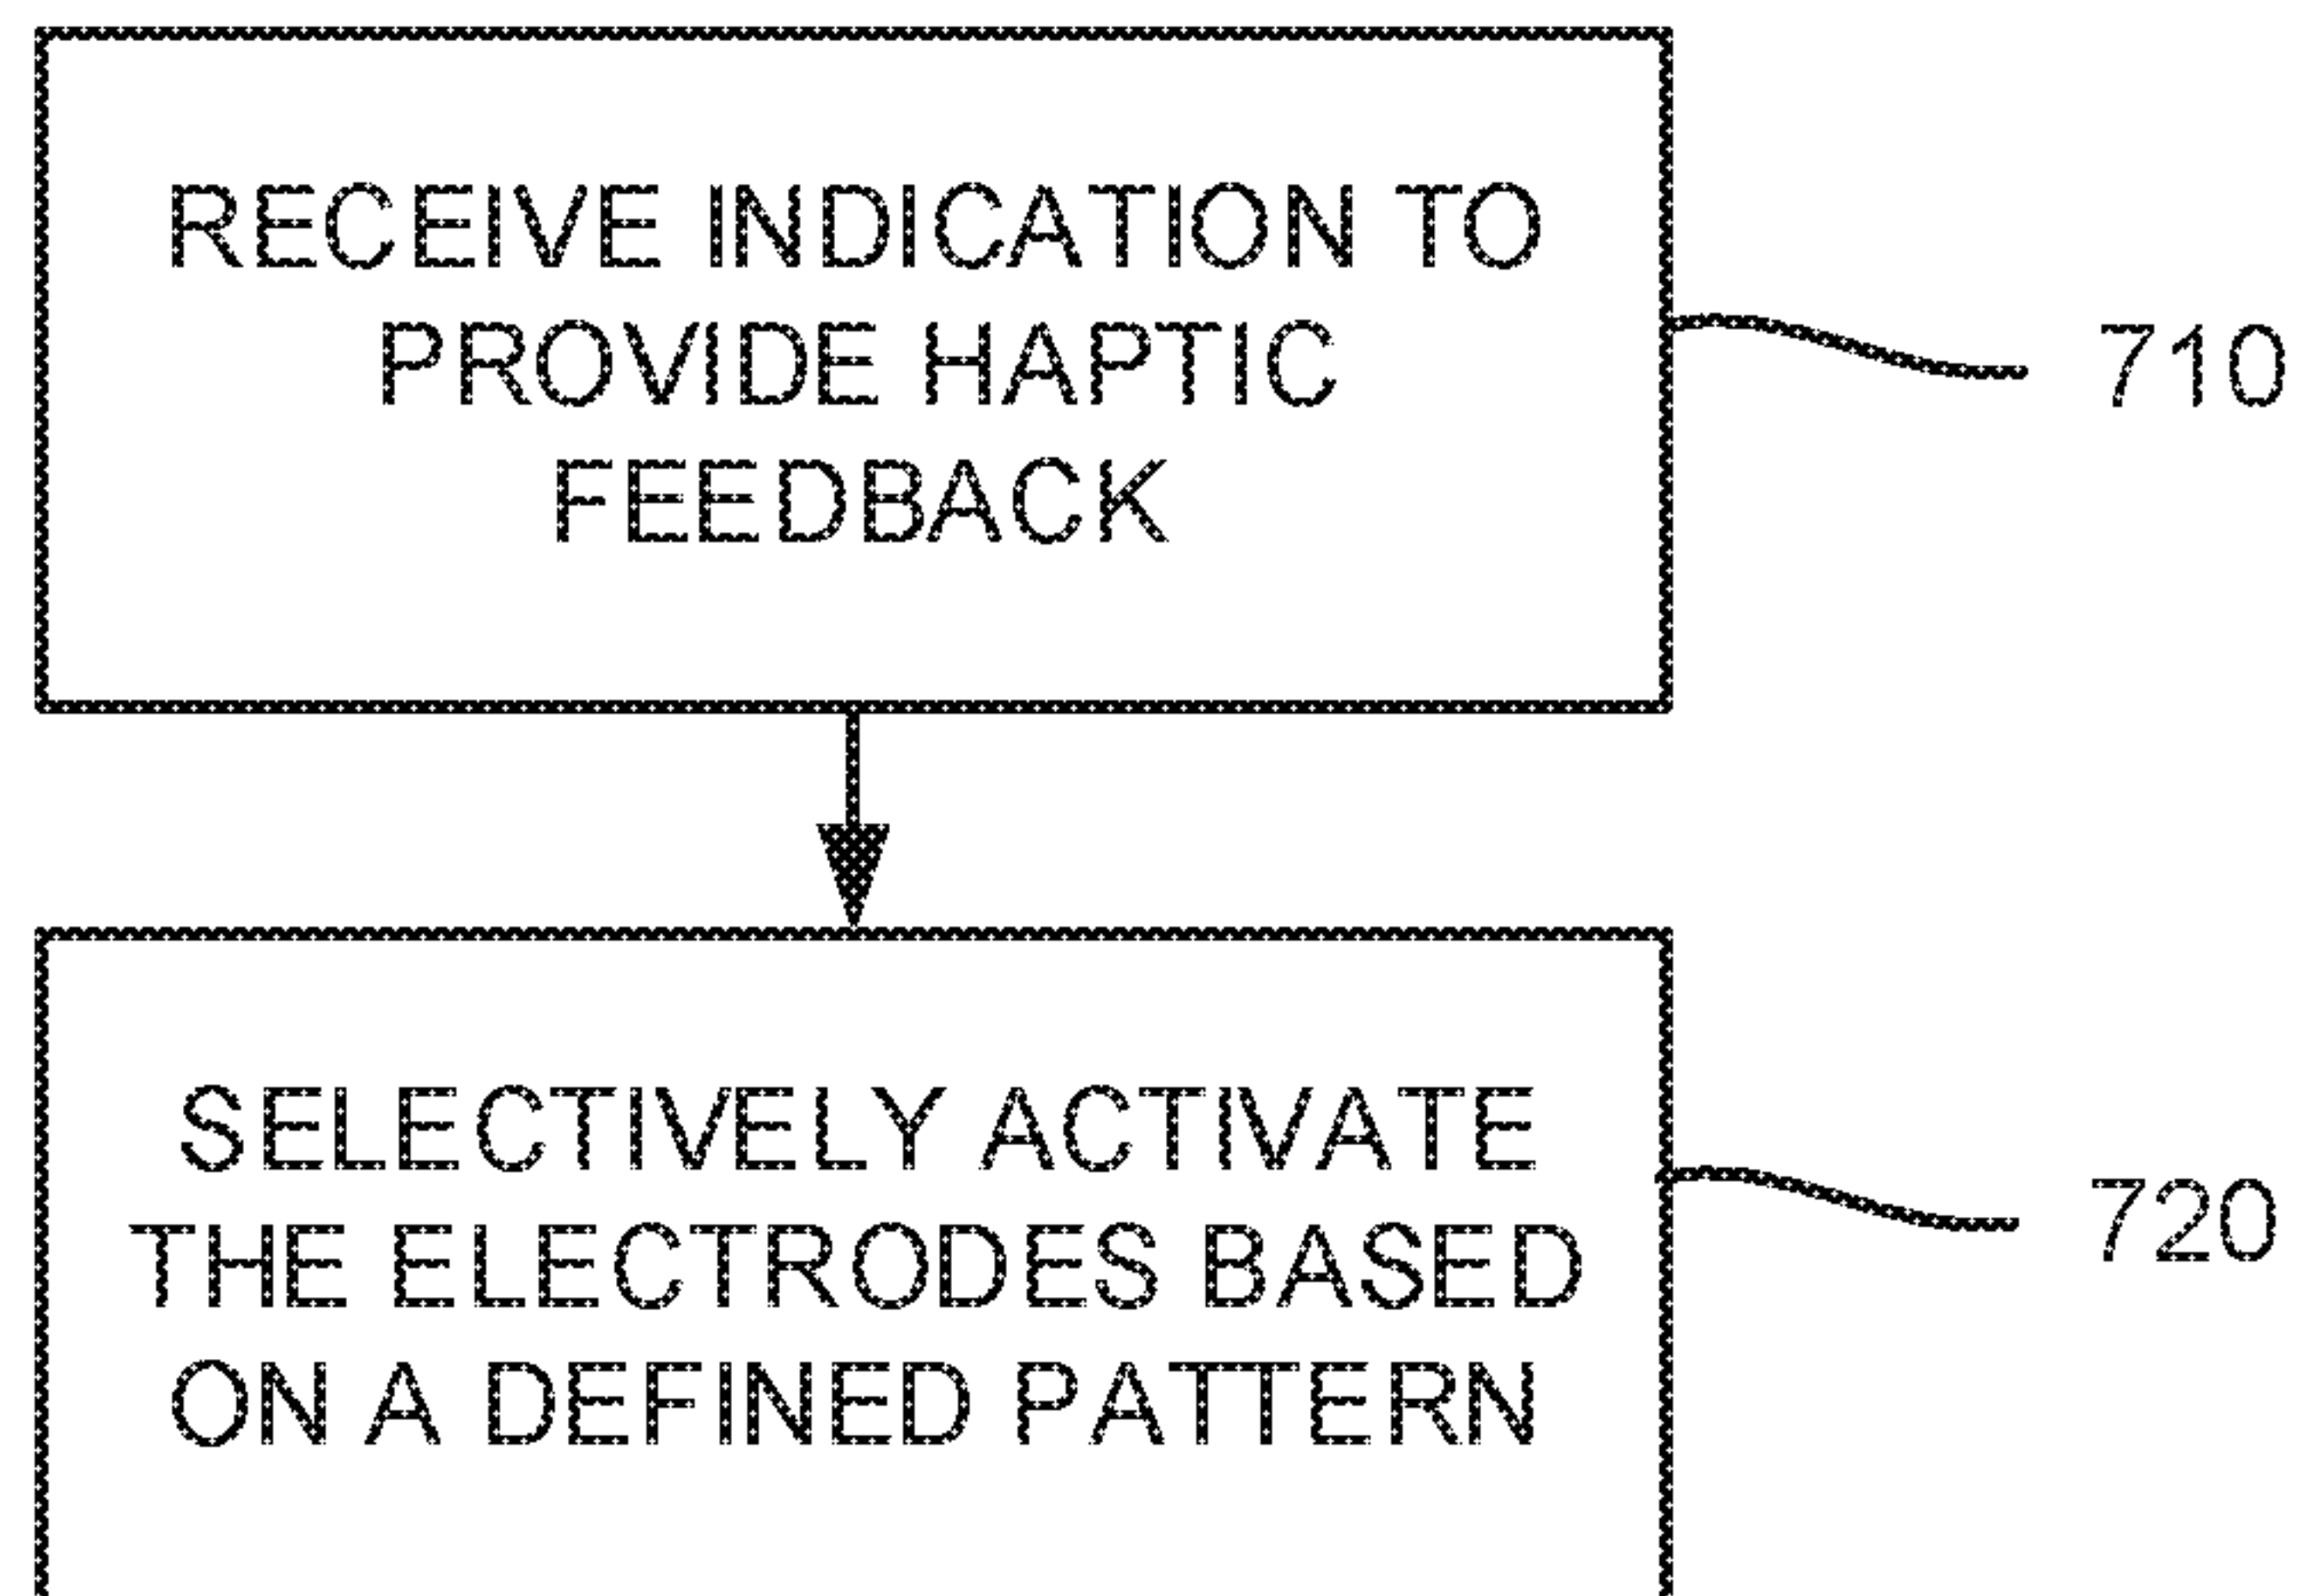 RECEIVE INDICATION TO
PROVIDE HAPTIC
FEEDBACK
710
SELECTIVELY ACTIVATE
THE ELECTRODES BASED
ON A DEFINED PATTERN
720